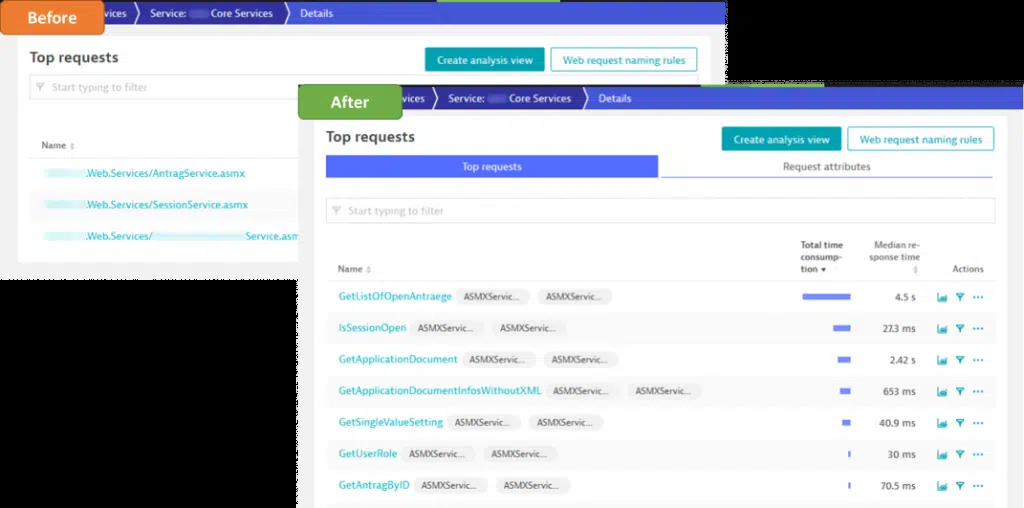 Before
vices
Service:
Core Services
Details
Top requests
Create analysis view
Web request naming rules
Start typing to filter
Name
.Web.Services/AntragService.asmx
.Web.Services/SessionService.asmx
.Web.Services/
Service.asm
After
vices
Service:
Core Services
Details
Top requests
Create analysis view
Web request naming rules
Top requests
Request attributes
Start typing to filter
Total time
consump-
tion
Median re-
sponse time
Name
Actions
GetListOfOpenAntraege ASMXServic... ASMXServic... 4.5 s
IsSessionOpen ASMXServic... ASMXServic... 27.3 ms
GetApplicationDocument ASMXServic... ASMXServic... 2.42 s
GetApplicationDocumentInfosWithoutXML ASMXServic... ASMXServic... 653 ms
GetSingleValueSetting ASMXServic... ASMXServic... 40.9 ms
GetUserRole ASMXServic... ASMXServic... 30 ms
GetAntragByID ASMXServic... ASMXServic... 70.5 ms